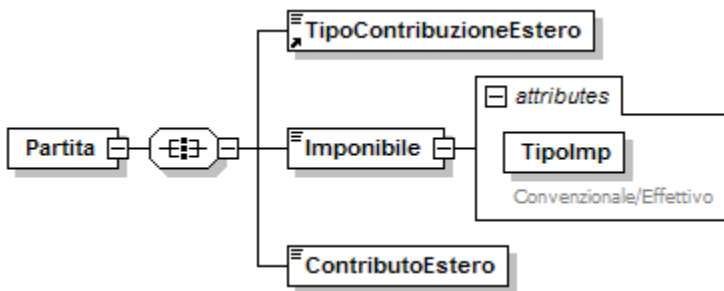 TipoContribuzioneEstero
attributes
Partita
Imponibile
TipoImp
Convenzionale/Effettivo
ContributoEstero